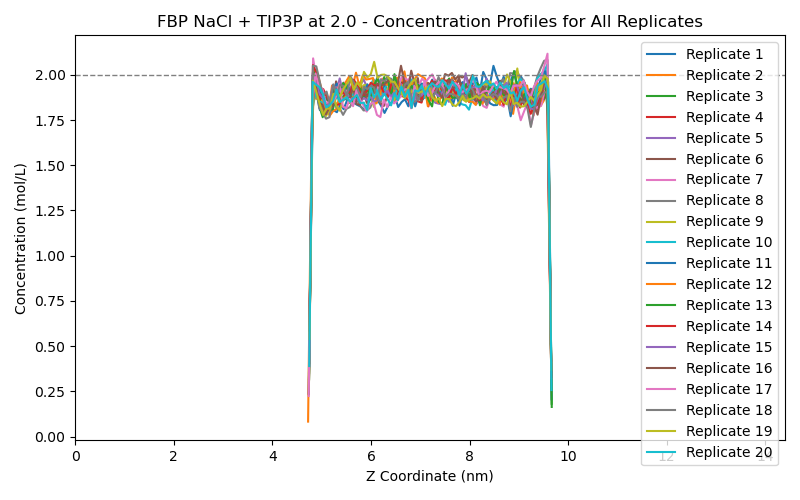 FBP NaCl + TIP3P at 2.0 - Concentration Profiles for All Replicates
Concentration (mol/L)
2.00
1.75
1.50
1.25
1.00
0.75
0.50
0.25
0.00
0 2 4 6 8 10 12 14
Z Coordinate (nm)
Replicate 1
Replicate 2
Replicate 3
Replicate 4
Replicate 5
Replicate 6
Replicate 7
Replicate 8
Replicate 9
Replicate 10
Replicate 11
Replicate 12
Replicate 13
Replicate 14
Replicate 15
Replicate 16
Replicate 17
Replicate 18
Replicate 19
Replicate 20